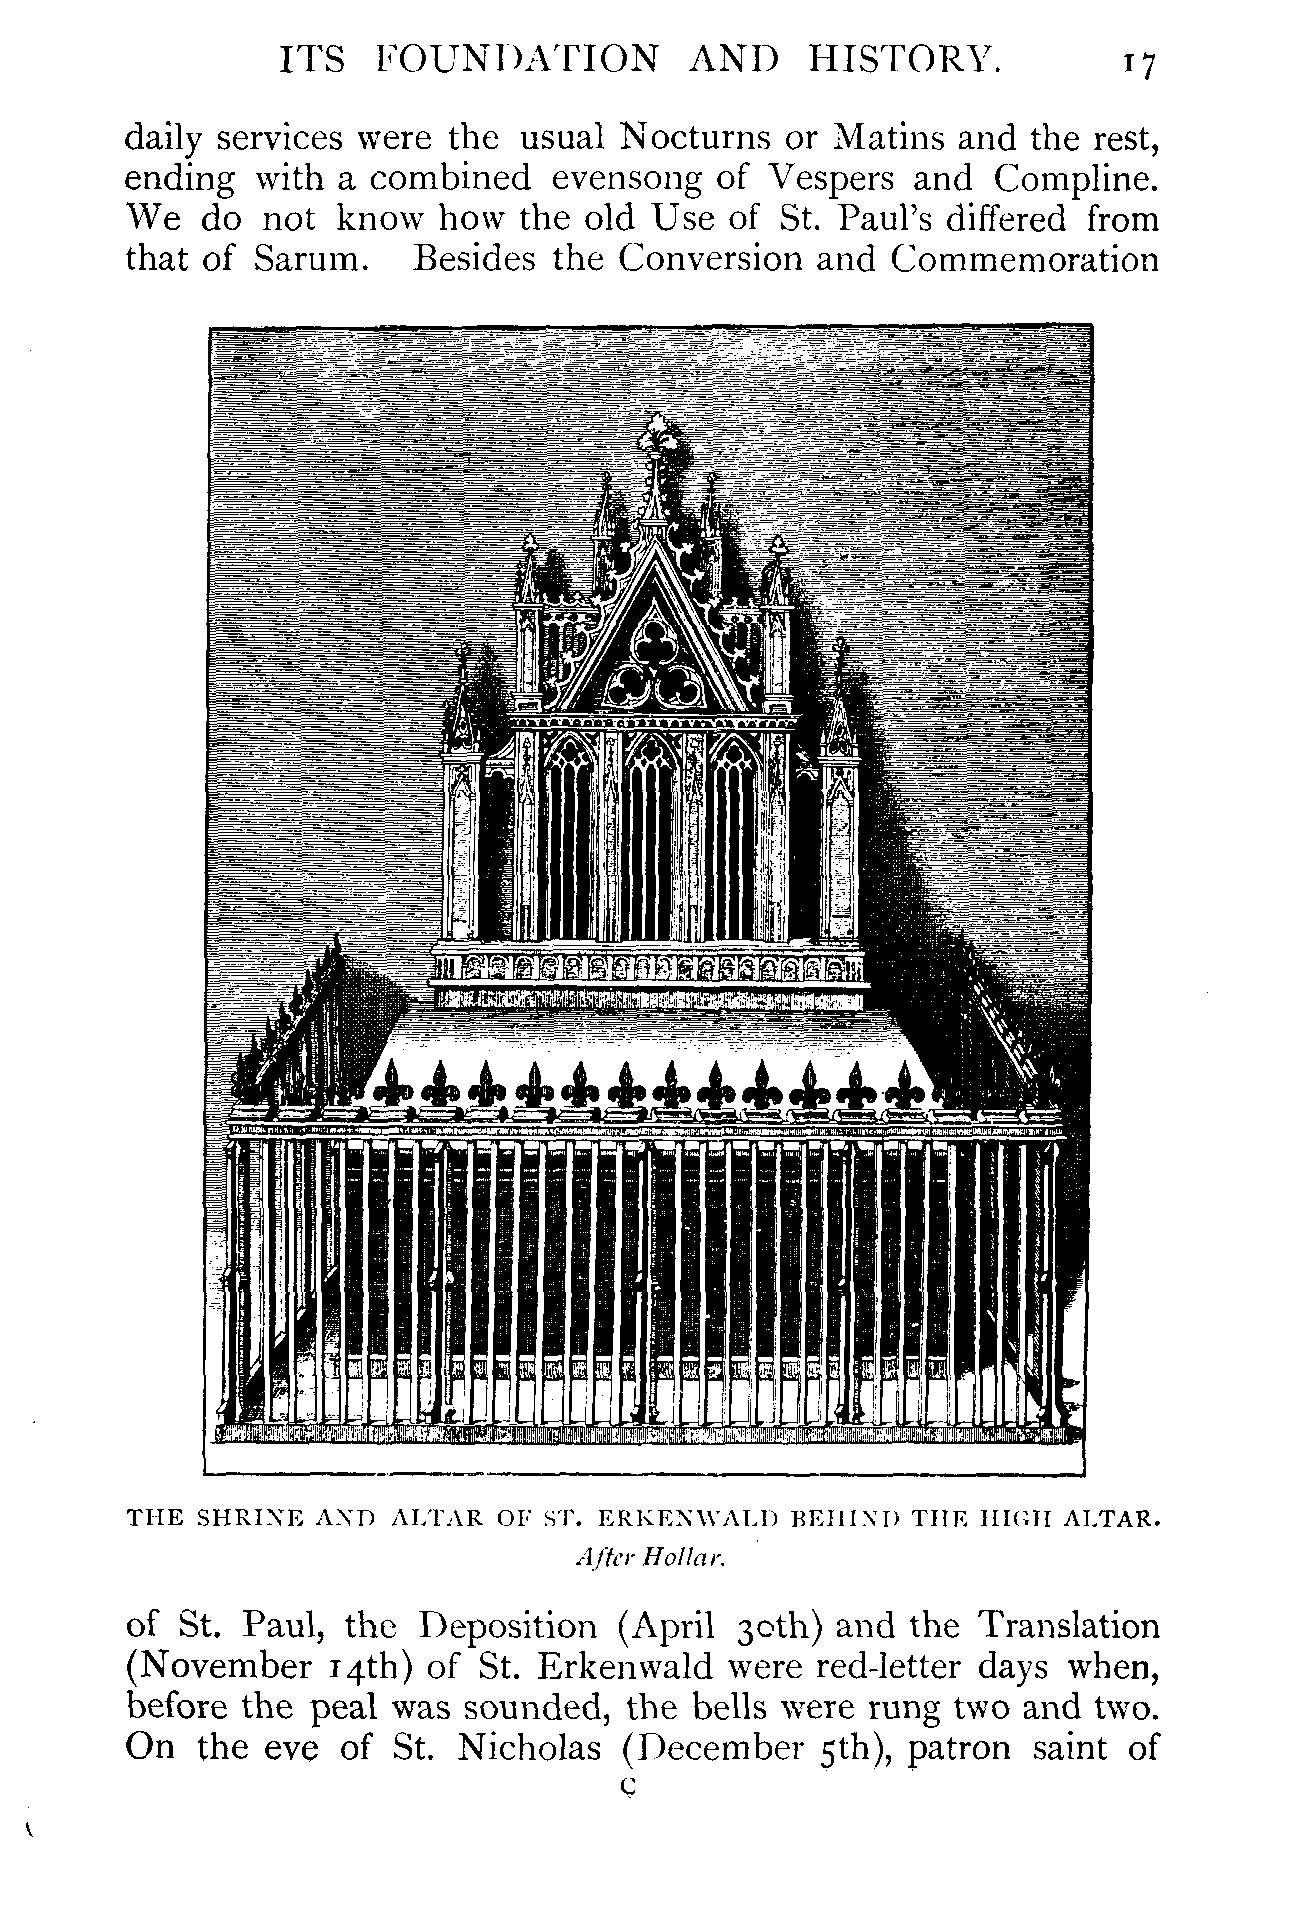 ITS FOUNDATION AND HISTORY. 17
daily services were the usual Nocturns or Matins and the rest,
ending with a combined evensong of Vespers and Compline.
We do not know how the old Use of St. Paul's differed from
that of Sarum. Besides the Conversion and Commemoration
THE SHRINE AND ALTAR OF ST. ERKENWALD BEHIND THE HIGH ALTAR.
After Hollar.
of St. Paul, the Deposition (April 30th) and the Translation
(November 14th) of St. Erkenwald were red-letter days when,
before the peal was sounded, the bells were rung two and two.
On the eve of St. Nicholas (December 5th), patron saint of
C